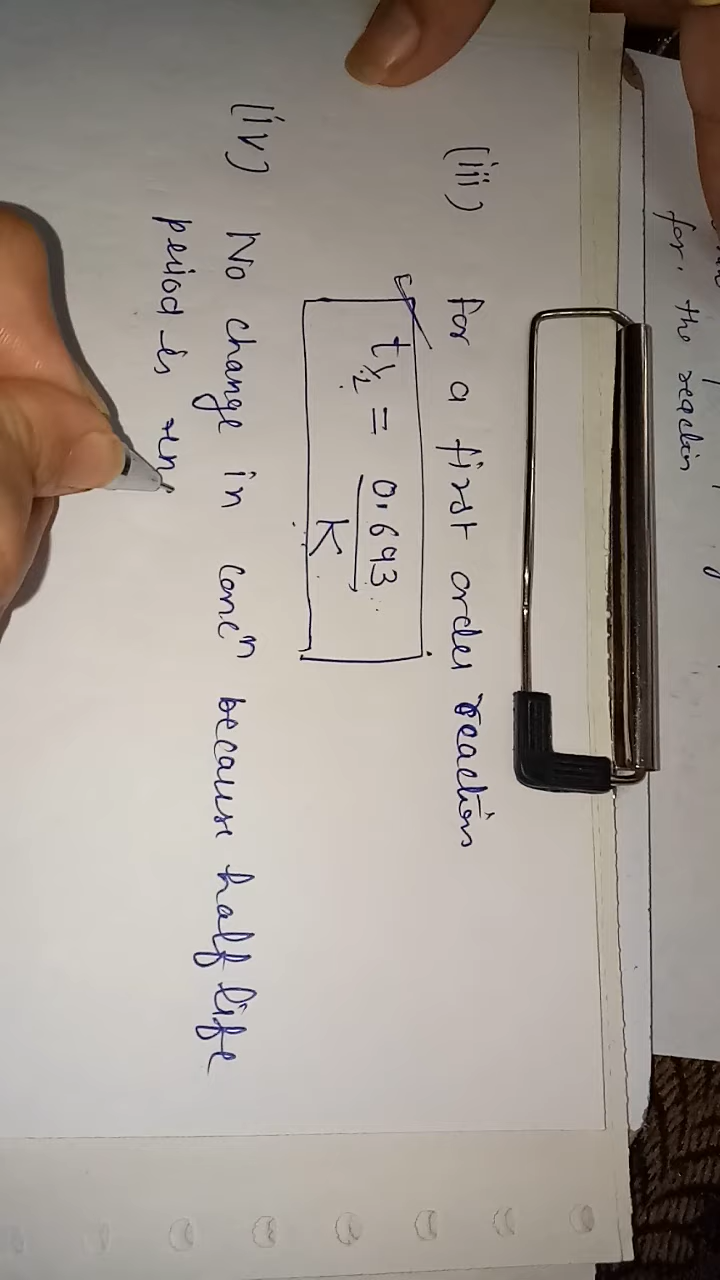 for, the reaction
(iii) for a first order reaction
t½ = 0.693
K
(iv) No change in concⁿ because half life
period is